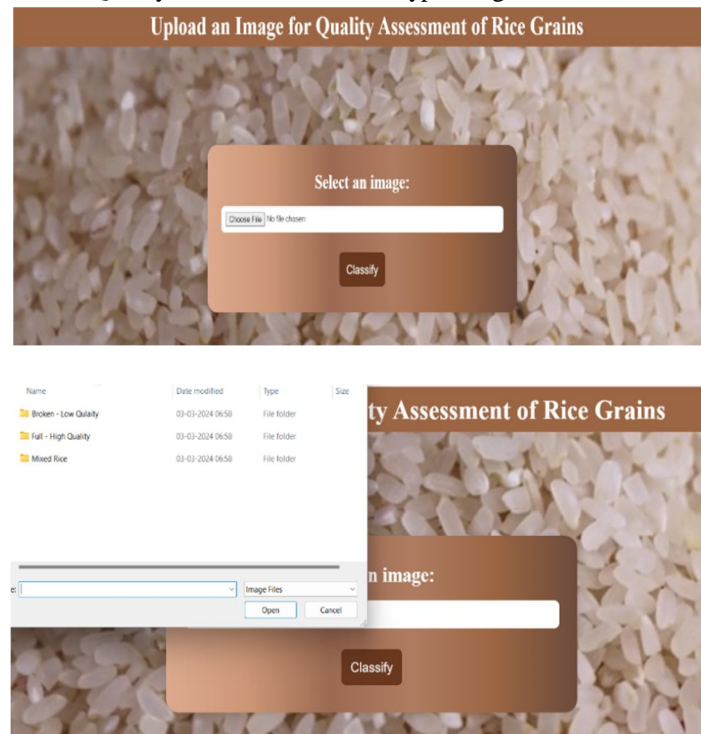 Upload an Image for Quality Assessment of Rice Grains
Select an image:
Choose File No file chosen
Classify
Name Date modified Type Size
Broken - Low Qulaity 03-03-2024 06:58 File folder
Full - High Quality 03-03-2024 06:58 File folder
Mixed Rice 03-03-2024 06:58 File folder
ty Assessment of Rice Grains
n image:
e: Image Files
Open Cancel
Classify